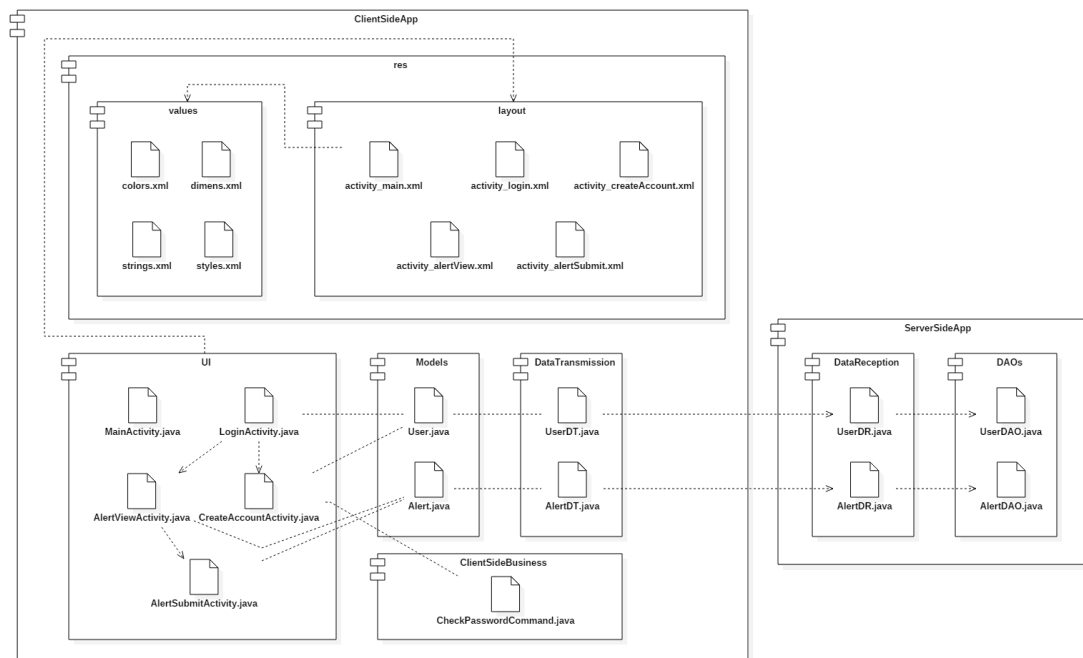 ClientSideApp
res
values
layout
colors.xml
dimens.xml
activity_main.xml
activity_login.xml
activity_createAccount.xml
strings.xml
styles.xml
activity_alertView.xml
activity_alertSubmit.xml
ServerSideApp
UI
Models
DataTransmission
DataReception
DAOs
MainActivity.java
LoginActivity.java
User.java
UserDT.java
UserDR.java
UserDAO.java
AlertViewActivity.java
CreateAccountActivity.java
Alert.java
AlertDT.java
AlertDR.java
AlertDAO.java
ClientSideBusiness
AlertSubmitActivity.java
CheckPasswordCommand.java